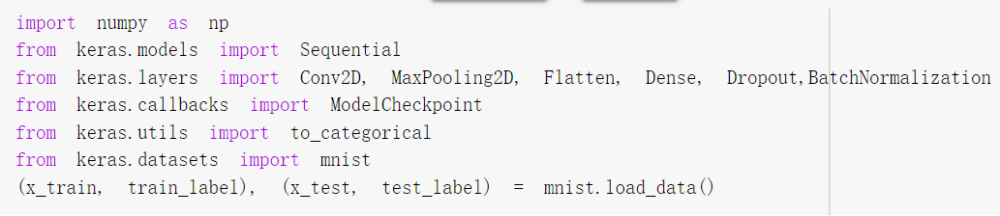 import numpy as np
from keras.models import Sequential
from keras.layers import Conv2D, MaxPooling2D, Flatten, Dense, Dropout,BatchNormalization
from keras.callbacks import ModelCheckpoint
from keras.utils import to_categorical
from keras.datasets import mnist
(x_train, train_label), (x_test, test_label) = mnist.load_data()